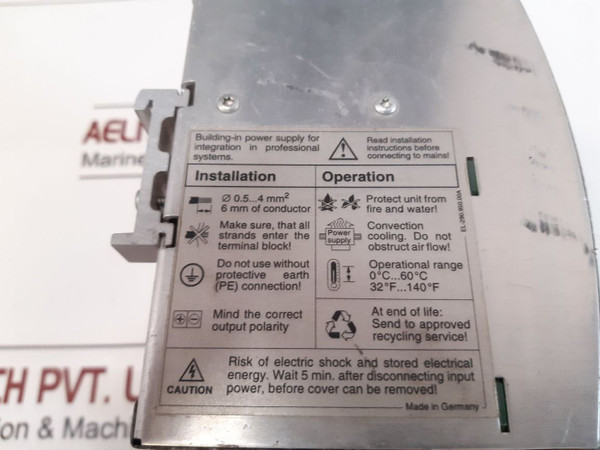 AELM
Marine
Building-in power supply for
integration in professional
systems.
Read installation
instructions before
connecting to mains!
Installation
Operation
Ø 0.5...4 mm²
6 mm of conductor
Make sure, that all
strands enter the
terminal block!
Do not use without
protective earth
(PE) connection!
Mind the correct
output polarity
Protect unit from
fire and water!
Power
supply
Convection
cooling. Do not
obstruct air flow!
Operational range
0°C...60°C
32°F...140°F
At end of life:
Send to approved
recycling service!
CAUTION
Risk of electric shock and stored electrical
energy. Wait 5 min. after disconnecting input
power, before cover can be removed!
Made in Germany
CH PVT.
ion & Machin